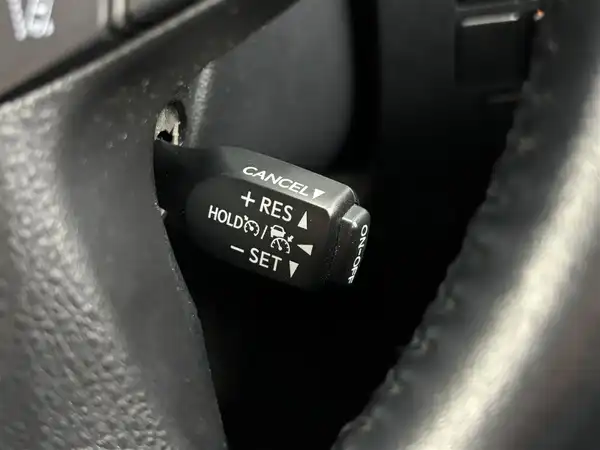 CANCEL▼
+ RES ▲
HOLD /
− SET ▼
ON-OFF